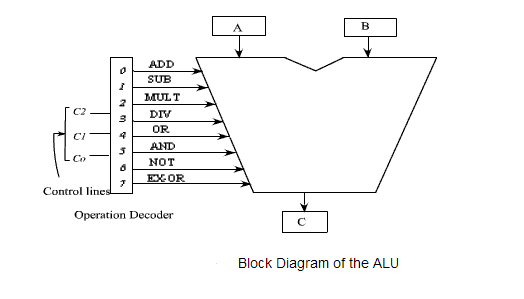 A
B
0 ADD
1 SUB
2 MULT
3 DIV
4 OR
5 AND
6 NOT
7 EX-OR
C2
C1
Co
Control lines
Operation Decoder
C
Block Diagram of the ALU